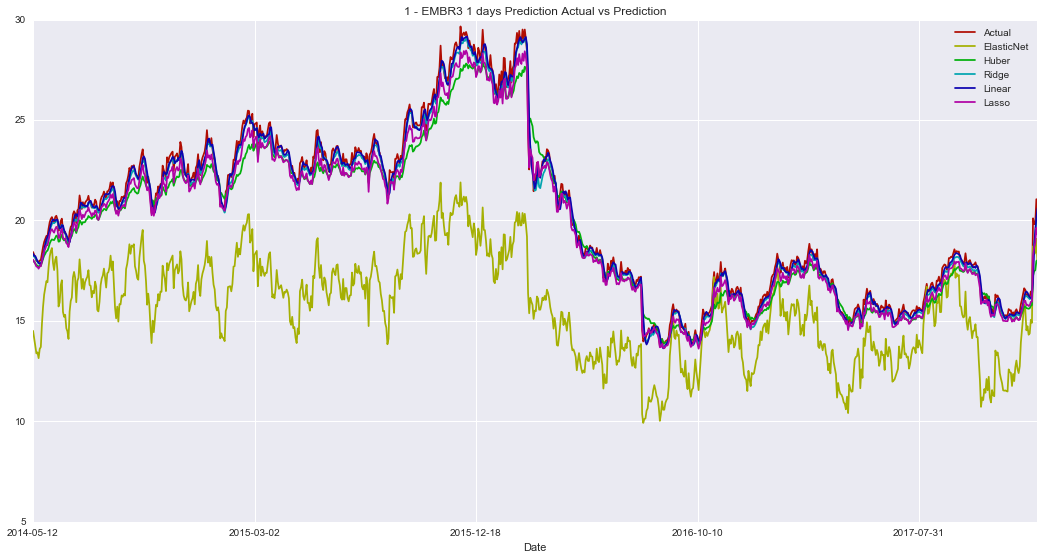 1 - EMBR3 1 days Prediction Actual vs Prediction
30
25
20
15
10
5
Actual
ElasticNet
Huber
Ridge
Linear
Lasso
2014-05-12
2015-03-02
2015-12-18
2016-10-10
2017-07-31
Date